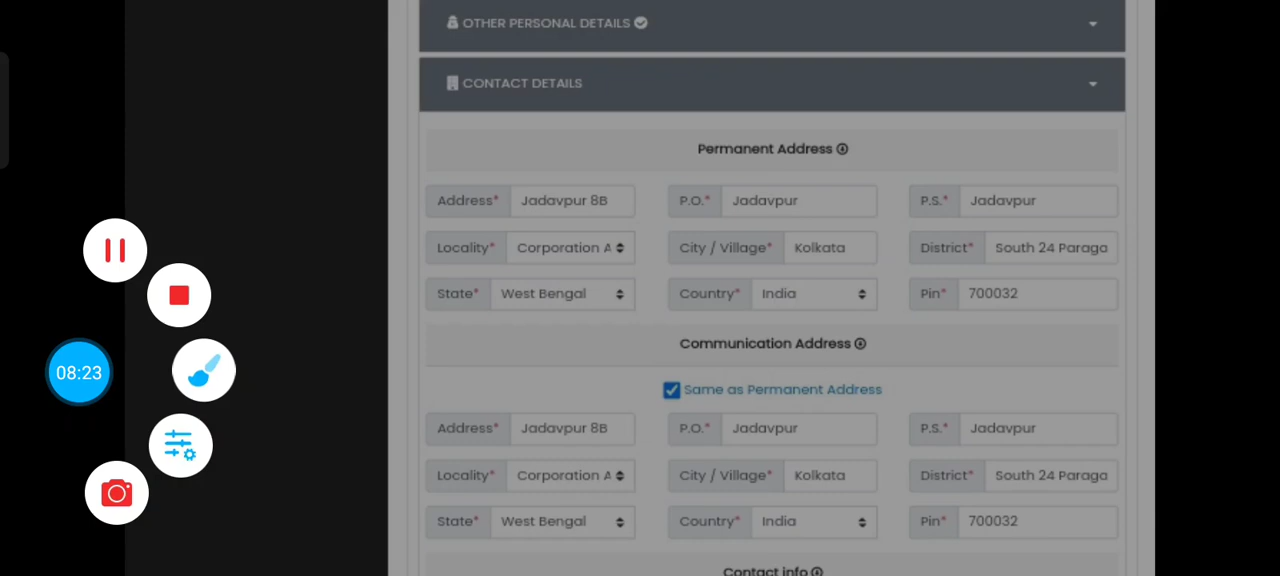 OTHER PERSONAL DETAILS
CONTACT DETAILS
Permanent Address
Address* Jadavpur 8B P.O.* Jadavpur P.S.* Jadavpur
Locality* Corporation A City / Village* Kolkata District* South 24 Paraga
State* West Bengal Country* India Pin* 700032
Communication Address
Same as Permanent Address
Address* Jadavpur 8B P.O.* Jadavpur P.S.* Jadavpur
Locality* Corporation A City / Village* Kolkata District* South 24 Paraga
State* West Bengal Country* India Pin* 700032
Contact info
08:23